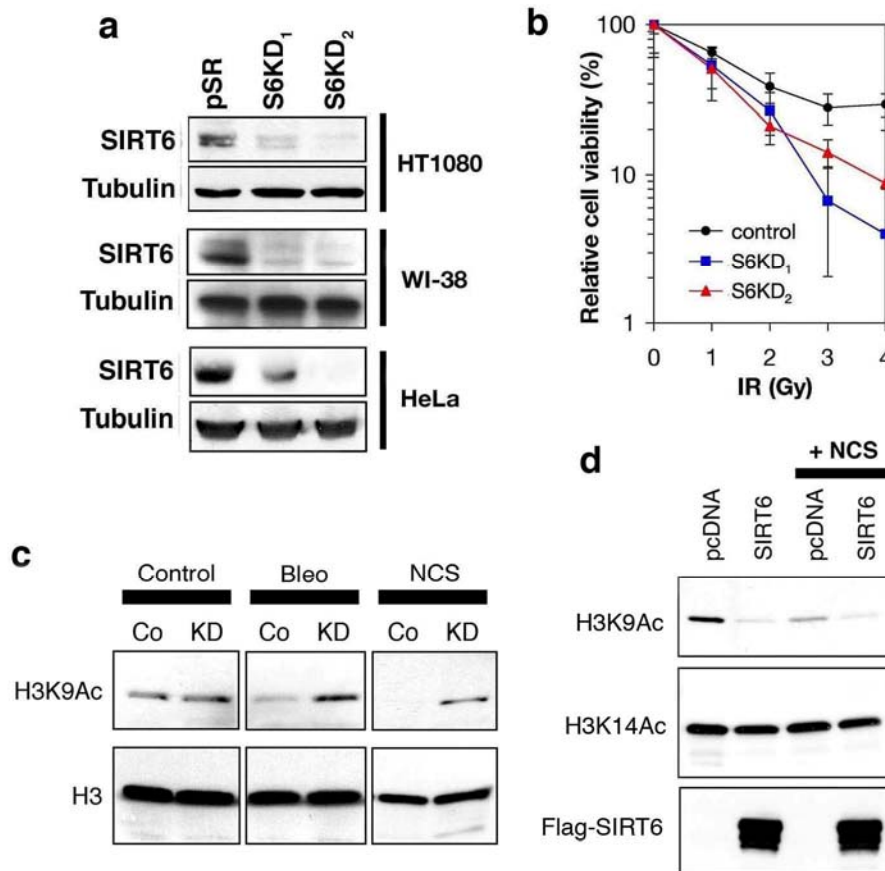 a
pSR S6KD₁ S6KD₂
SIRT6
Tubulin
HT1080
SIRT6
Tubulin
WI-38
SIRT6
Tubulin
HeLa
b
Relative cell viability (%)
100
10
1
control
S6KD₁
S6KD₂
0 1 2 3 4
IR (Gy)
c
Control Bleo NCS
Co KD Co KD Co KD
H3K9Ac
H3
d
+ NCS
pcDNA SIRT6 pcDNA SIRT6
H3K9Ac
H3K14Ac
Flag-SIRT6